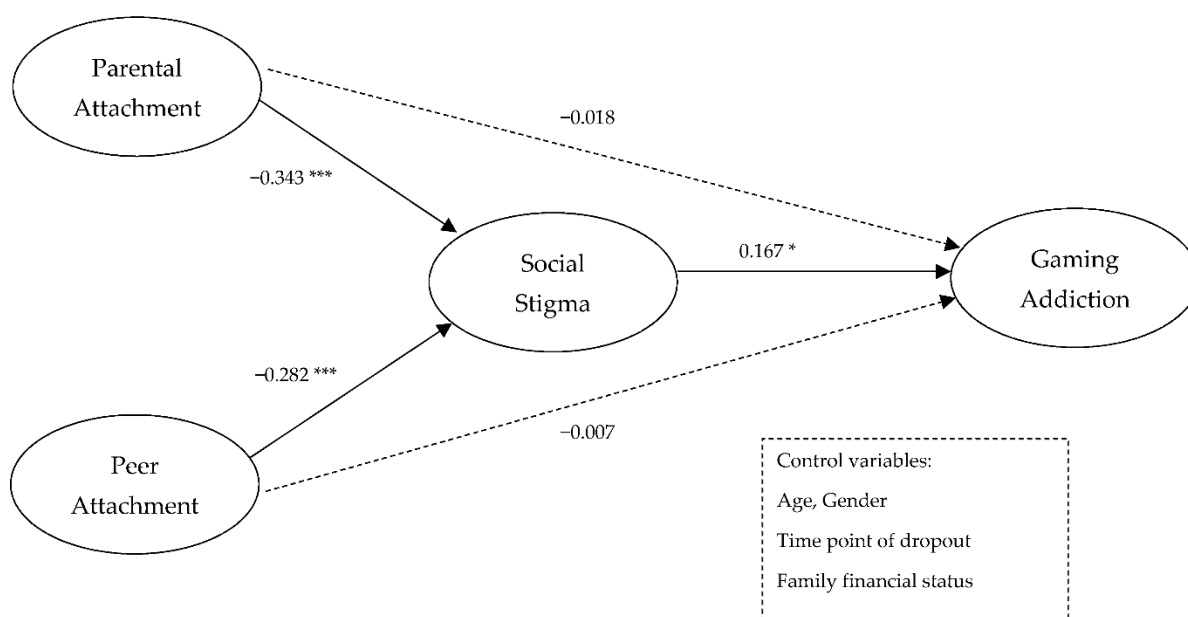 Parental
Attachment
−0.018
−0.343 ***
Social
Stigma
0.167 *
Gaming
Addiction
−0.282 ***
−0.007
Peer
Attachment
Control variables:
Age, Gender
Time point of dropout
Family financial status